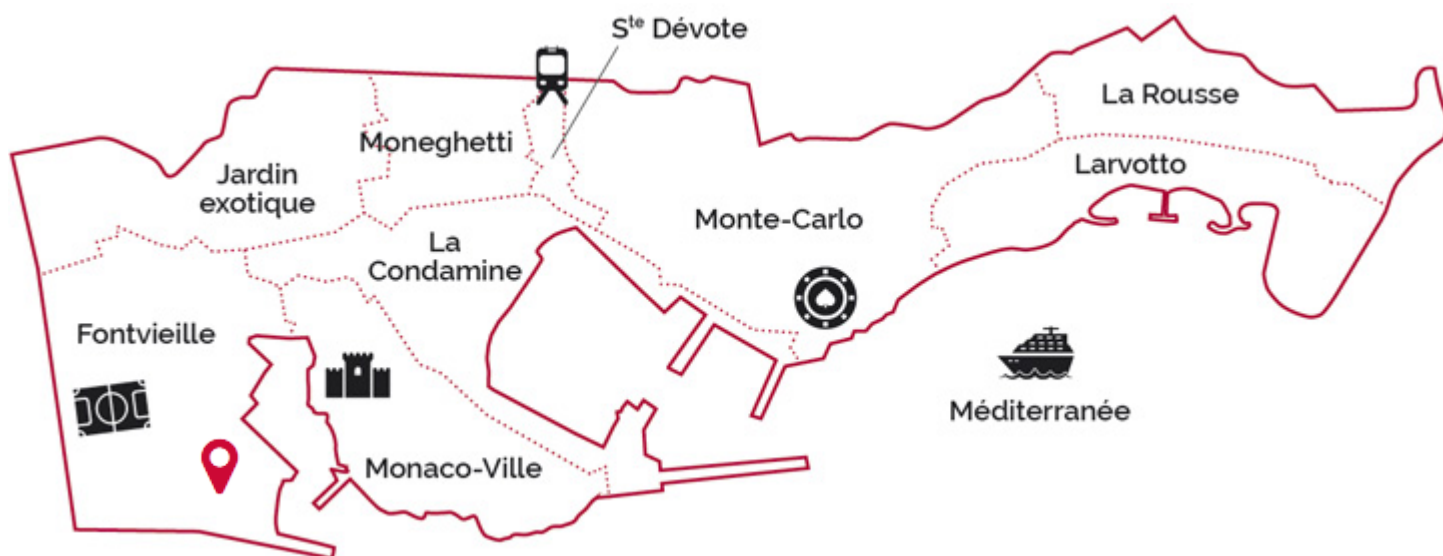 Sᵗᵉ Dévote
La Rousse
Moneghetti
Larvotto
Jardin
exotique
Monte-Carlo
La
Condamine
Fontvieille
Méditerranée
Monaco-Ville